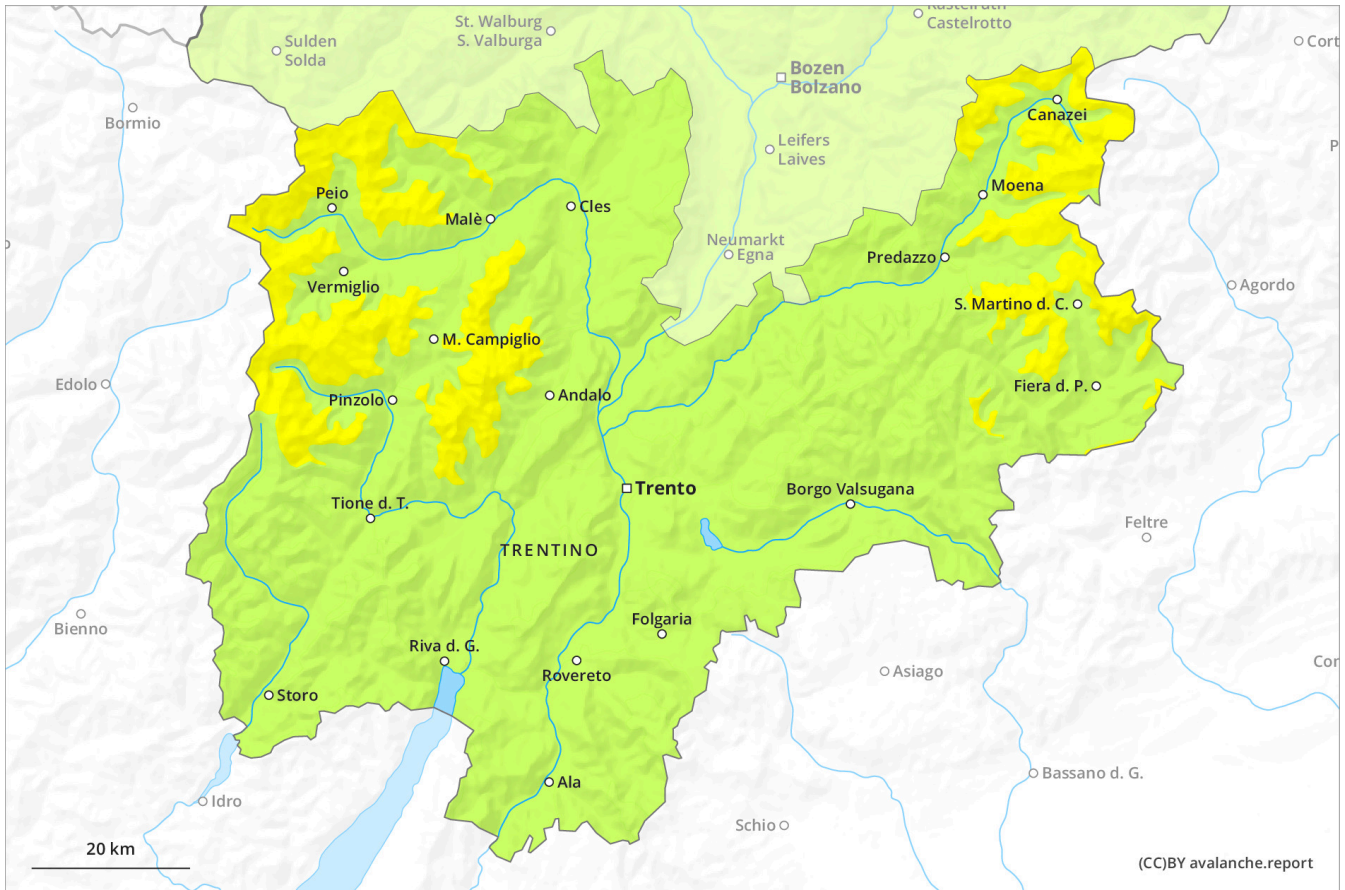 St. Walburg
S. Valburga
Castelrotto
Sulden
Solda
Cort
Bozen
Bolzano
Bormio
Canazei
Leifers
Laives
P
Peio
Moena
Malè
Cles
Neumarkt
Egna
Predazzo
Vermiglio
Agordo
S. Martino d. C.
M. Campiglio
Edolo
Fiera d. P.
Andalo
Pinzolo
Trento
Borgo Valsugana
Tione d. T.
Feltre
TRENTINO
Folgaria
Bienno
Riva d. G.
Rovereto
Asiago
Cor
Storo
Bassano d. G.
Ala
Idro
Schio
20 km
(CC)BY avalanche.report